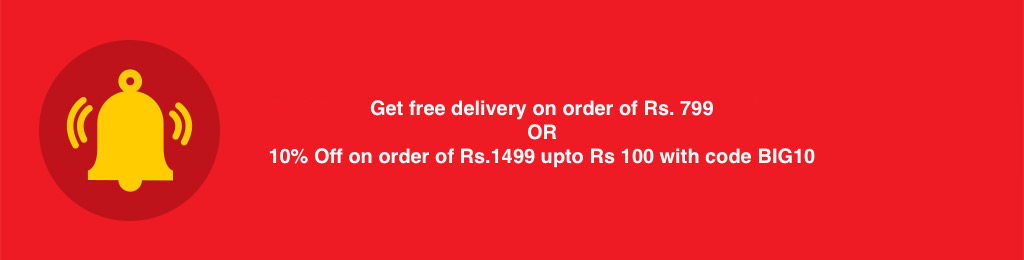 Get free delivery on order of Rs. 799
OR
10% Off on order of Rs.1499 upto Rs 100 with code BIG10